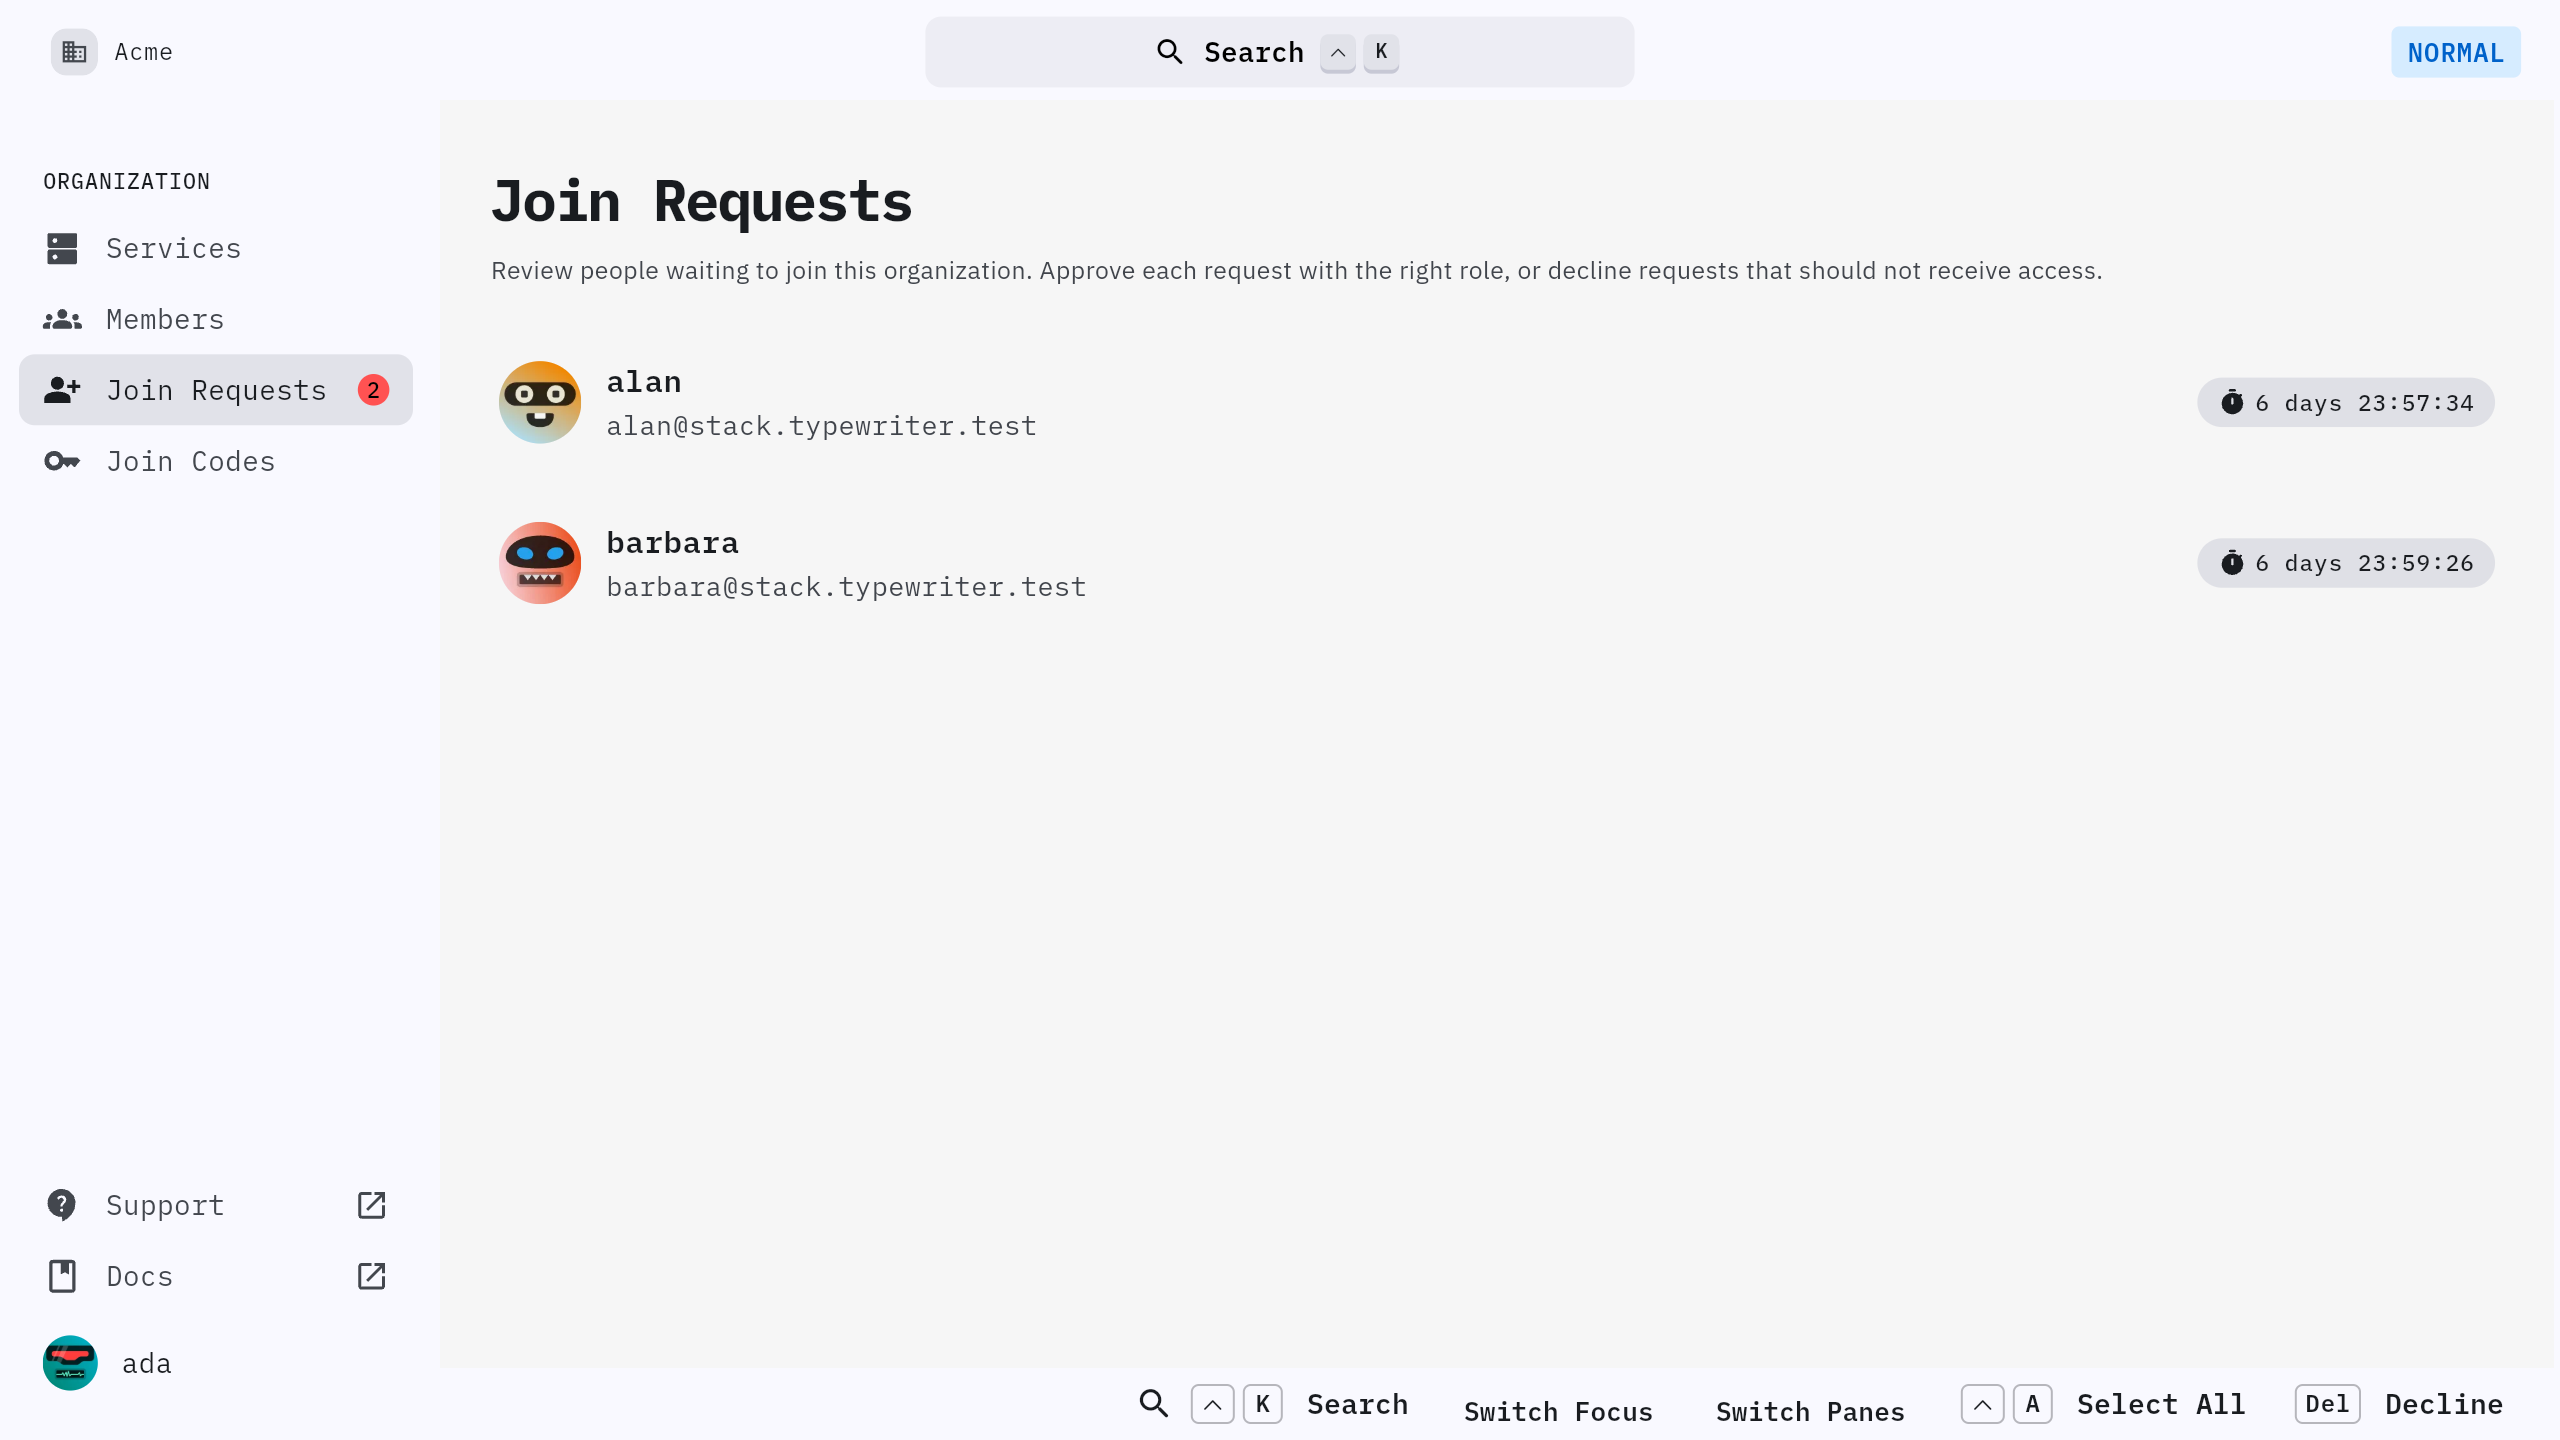 Acme
Search ^ K
NORMAL
ORGANIZATION
Services
Members
Join Requests 2
Join Codes
Join Requests
Review people waiting to join this organization. Approve each request with the right role, or decline requests that should not receive access.
alan
alan@stack.typewriter.test
6 days 23:57:34
barbara
barbara@stack.typewriter.test
6 days 23:59:26
Support
Docs
ada
^ K Search Switch Focus Switch Panes ^ A Select All Del Decline